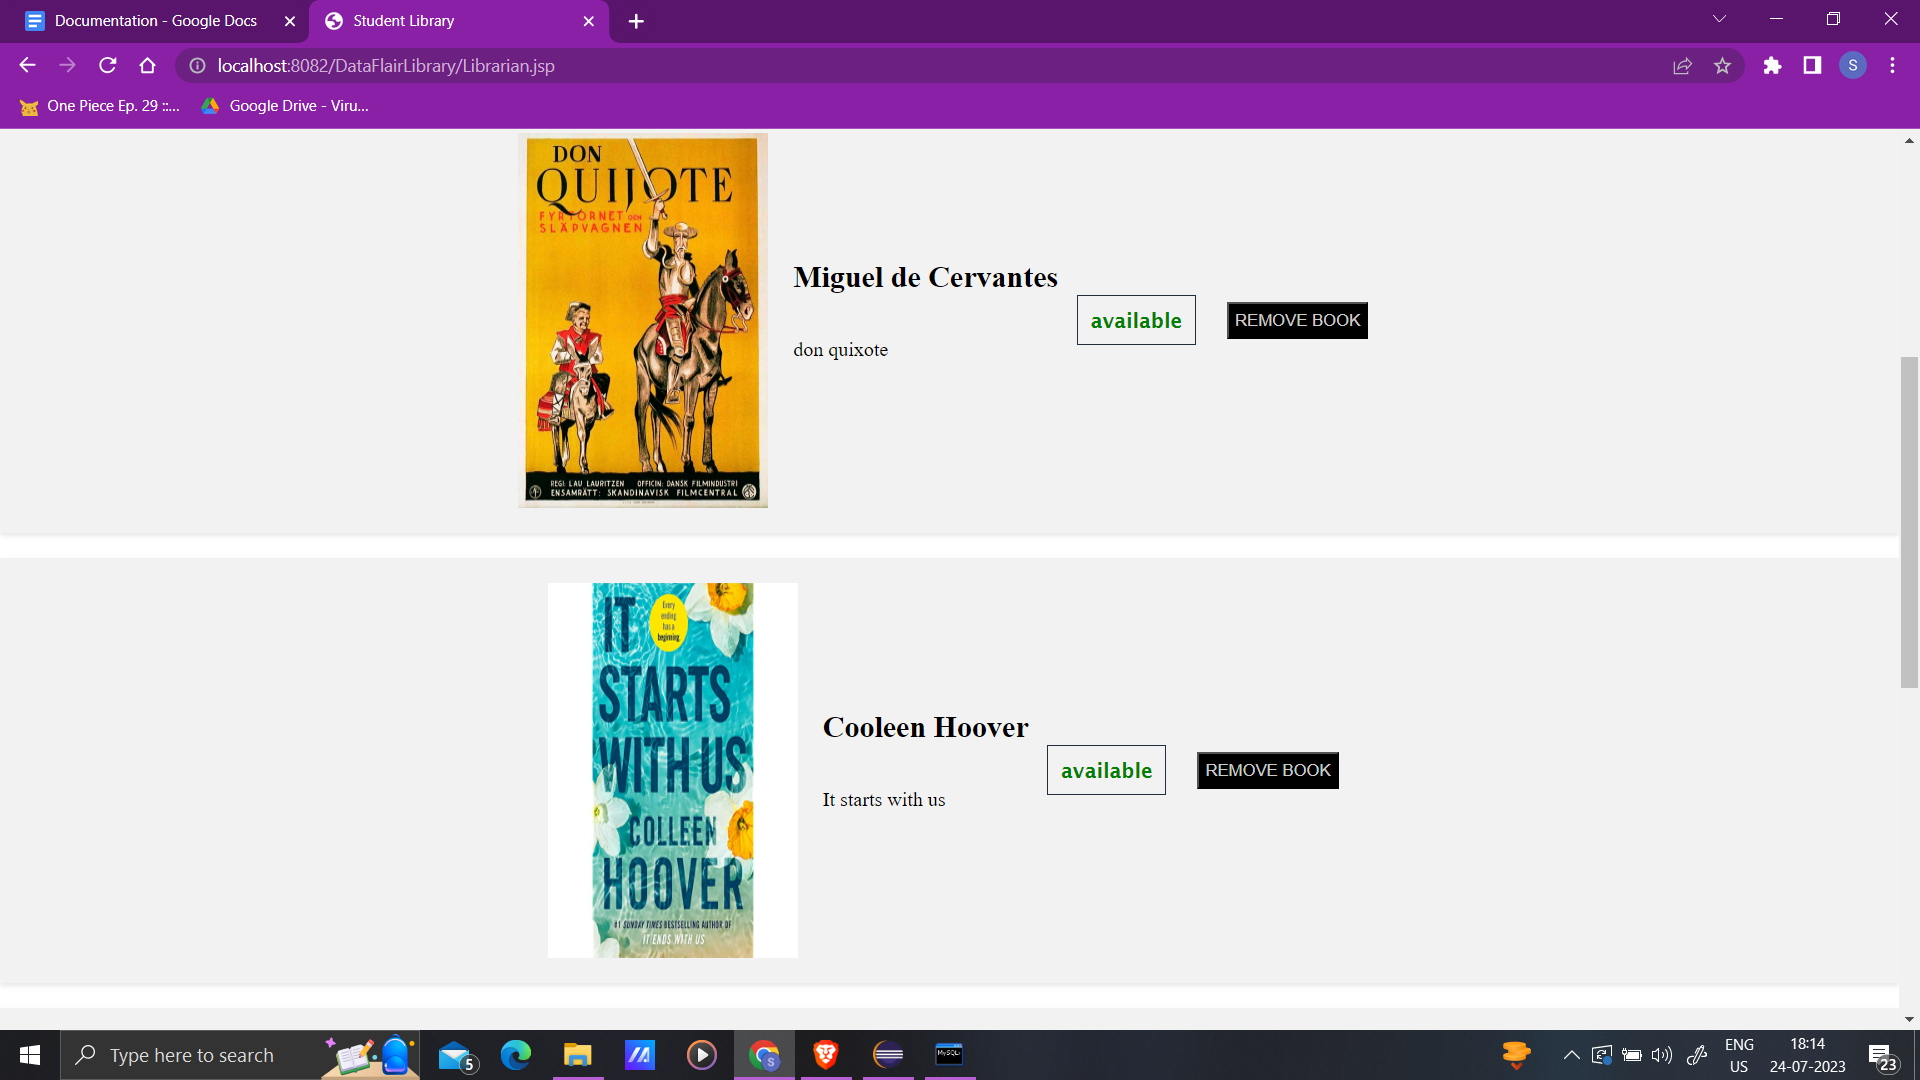 Documentation - Google Docs
Student Library
localhost:8082/DataFlairLibrary/Librarian.jsp
S
One Piece Ep. 29 ::...
Google Drive - Viru...
DON
QUIJOTE
FYRTORNET OCH
SLÄPVAGNEN
REGI: LAU LAURITZEN OFFICIN: DANSK FILMINDUSTRI
ENSAMRÄTT: SKANDINAVISK FILMCENTRAL
Miguel de Cervantes
don quixote
available
REMOVE BOOK
IT
Every
ending
has a
beginning.
STARTS
WITH US
COLLEEN
HOOVER
#1 SUNDAY TIMES BESTSELLING AUTHOR OF
IT ENDS WITH US
Cooleen Hoover
It starts with us
available
REMOVE BOOK
Type here to search
5
S
MySQL
ENG
US
18:14
24-07-2023
23